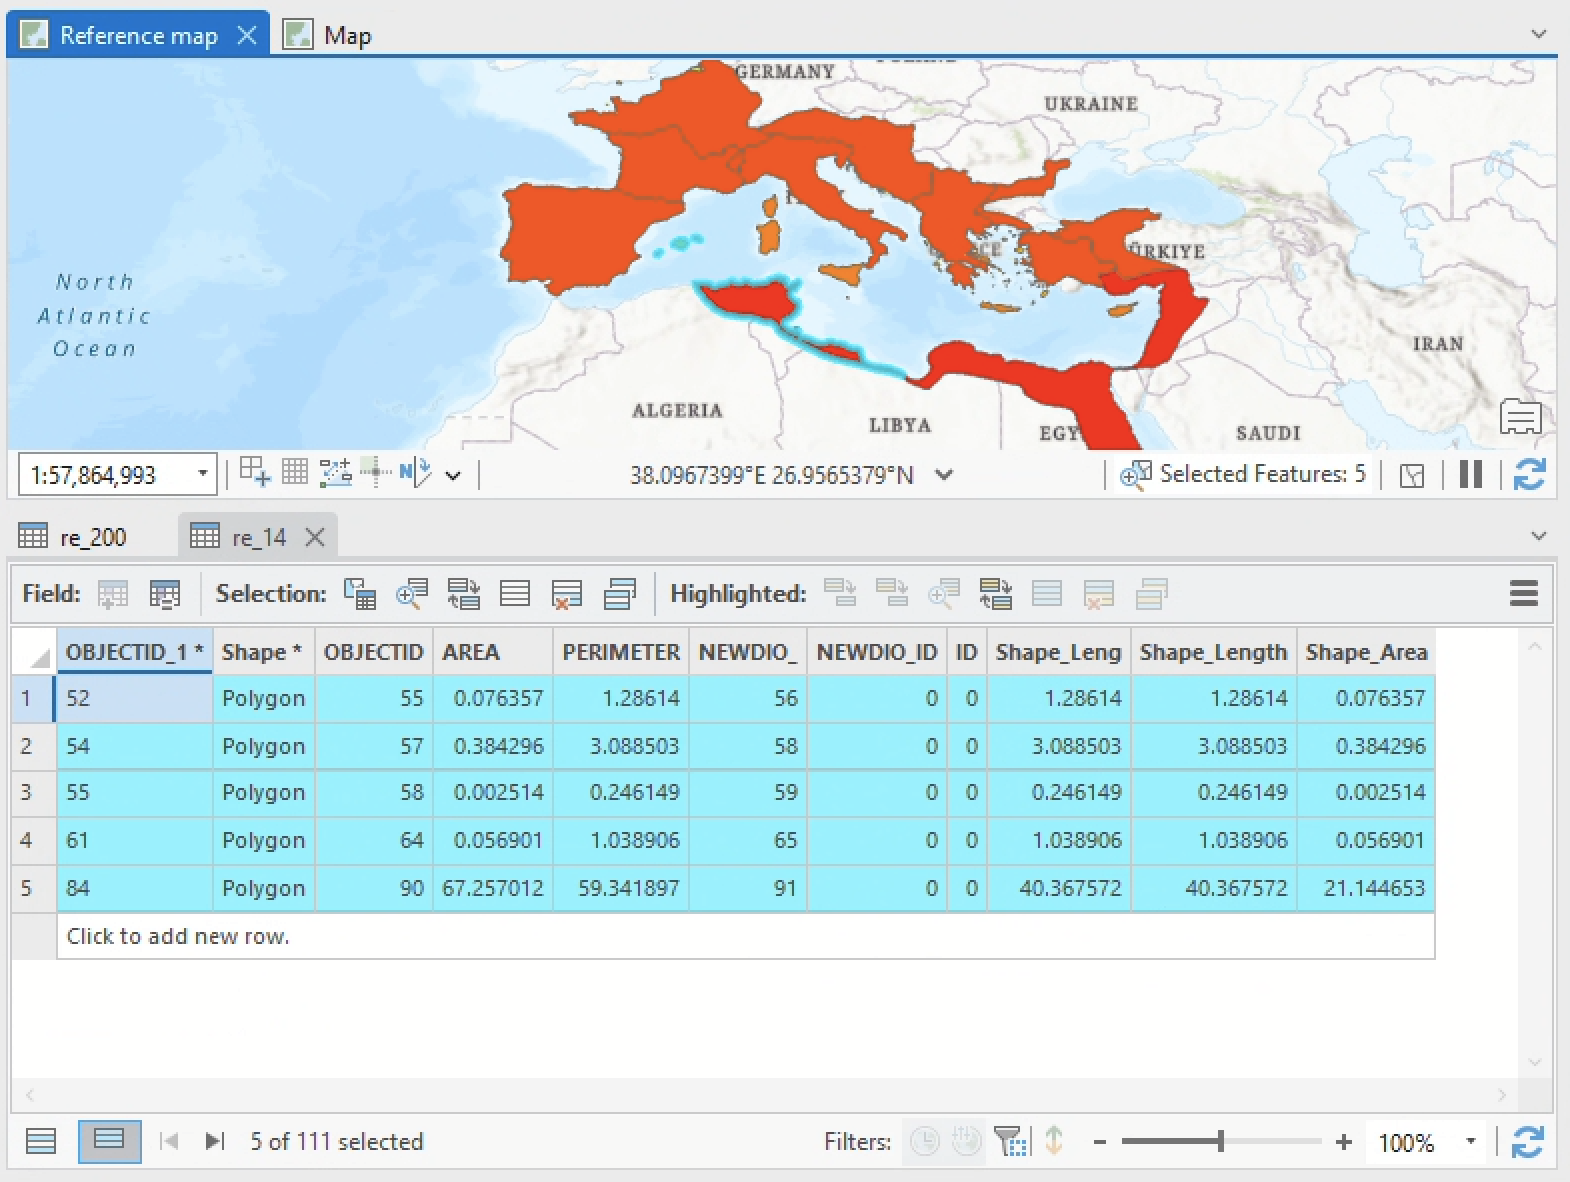 Reference map
Map
GERMANY
UKRAINE
ÜRKIYE
North
Atlantic
Ocean
IRAN
ALGERIA
LIBYA
EGY
SAUDI
1:57,864,993
38.0967399°E 26.9565379°N
Selected Features: 5
re_200
re_14
Field:
Selection:
Highlighted:
OBJECTID_1 * Shape * OBJECTID AREA PERIMETER NEWDIO_ NEWDIO_ID ID Shape_Leng Shape_Length Shape_Area
1 52 Polygon 55 0.076357 1.28614 56 0 0 1.28614 1.28614 0.076357
2 54 Polygon 57 0.384296 3.088503 58 0 0 3.088503 3.088503 0.384296
3 55 Polygon 58 0.002514 0.246149 59 0 0 0.246149 0.246149 0.002514
4 61 Polygon 64 0.056901 1.038906 65 0 0 1.038906 1.038906 0.056901
5 84 Polygon 90 67.257012 59.341897 91 0 0 40.367572 40.367572 21.144653
Click to add new row.
5 of 111 selected
Filters:
100%